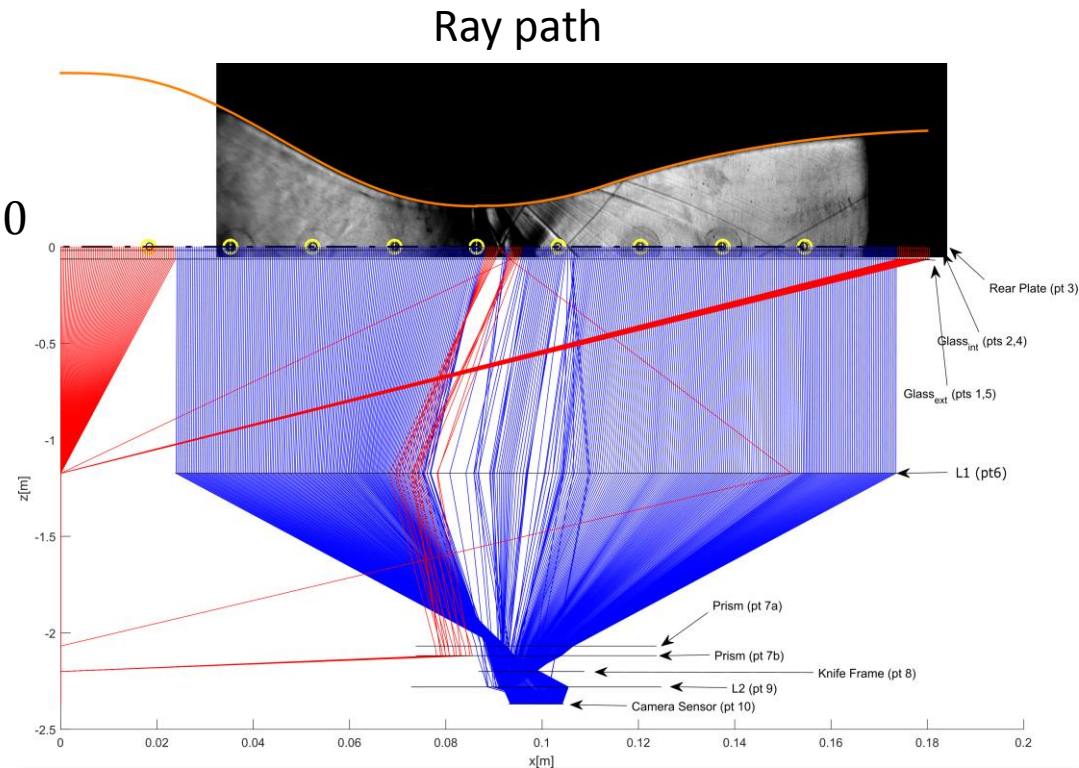 Ray path
0
0
Rear Plate (pt 3)
Glass_int (pts 2,4)
-0.5
Glass_ext (pts 1,5)
-1
L1 (pt6)
z[m]
-1.5
Prism (pt 7a)
-2
Prism (pt 7b)
Knife Frame (pt 8)
L2 (pt 9)
Camera Sensor (pt 10)
-2.5
0 0.02 0.04 0.06 0.08 0.1 0.12 0.14 0.16 0.18 0.2
x[m]